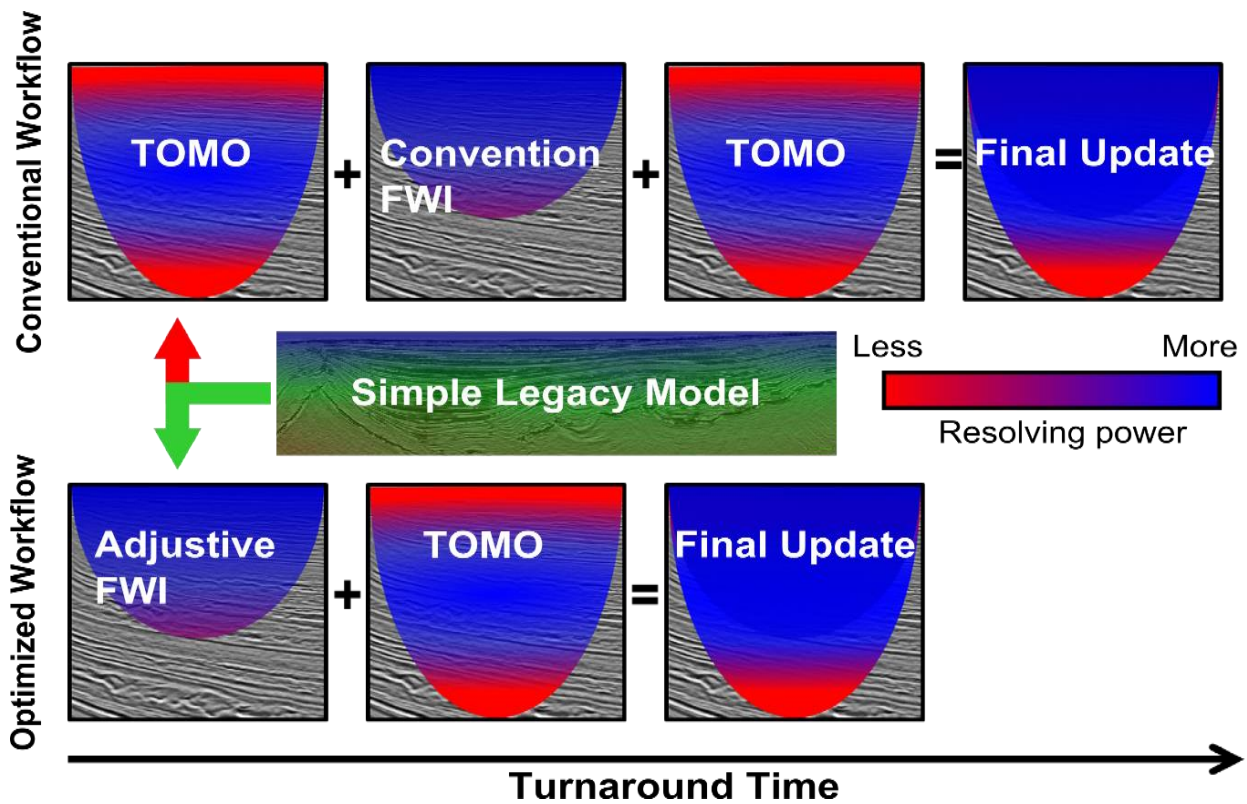 Conventional Workflow
TOMO
+
Convention
FWI
+
TOMO
=
Final Update
Simple Legacy Model
Less
More
Resolving power
Optimized Workflow
Adjustive
FWI
+
TOMO
=
Final Update
Turnaround Time